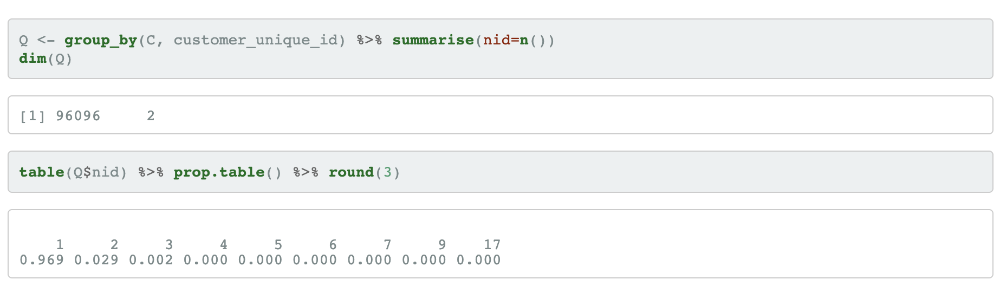 Q <- group_by(C, customer_unique_id) %>% summarise(nid=n())
dim(Q)
[1] 96096     2
table(Q$nid) %>% prop.table() %>% round(3)
    1     2     3     4     5     6     7     9    17
0.969 0.029 0.002 0.000 0.000 0.000 0.000 0.000 0.000